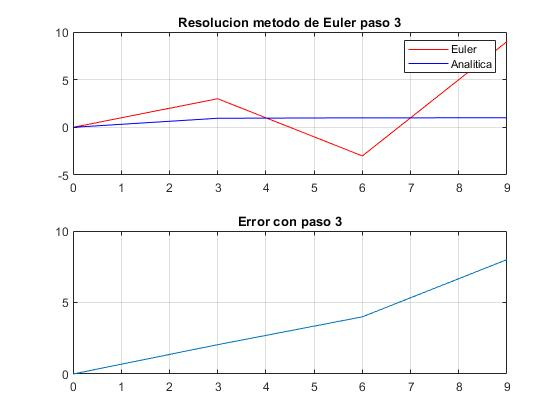 Resolucion metodo de Euler paso 3
10
5
0
-5
Euler
Analitica
0 1 2 3 4 5 6 7 8 9
Error con paso 3
10
5
0
0 1 2 3 4 5 6 7 8 9